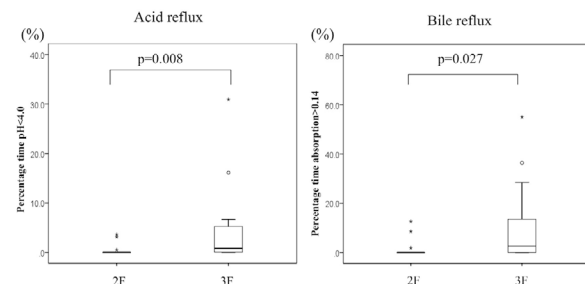 Acid reflux
(%)
p=0.008
40.0
30.0
20.0
10.0
.0
Percentage time pH<4.0
2F
3F
Bile reflux
(%)
p=0.027
80.0
60.0
40.0
20.0
.0
Percentage time absorption>0.14
2F
3F